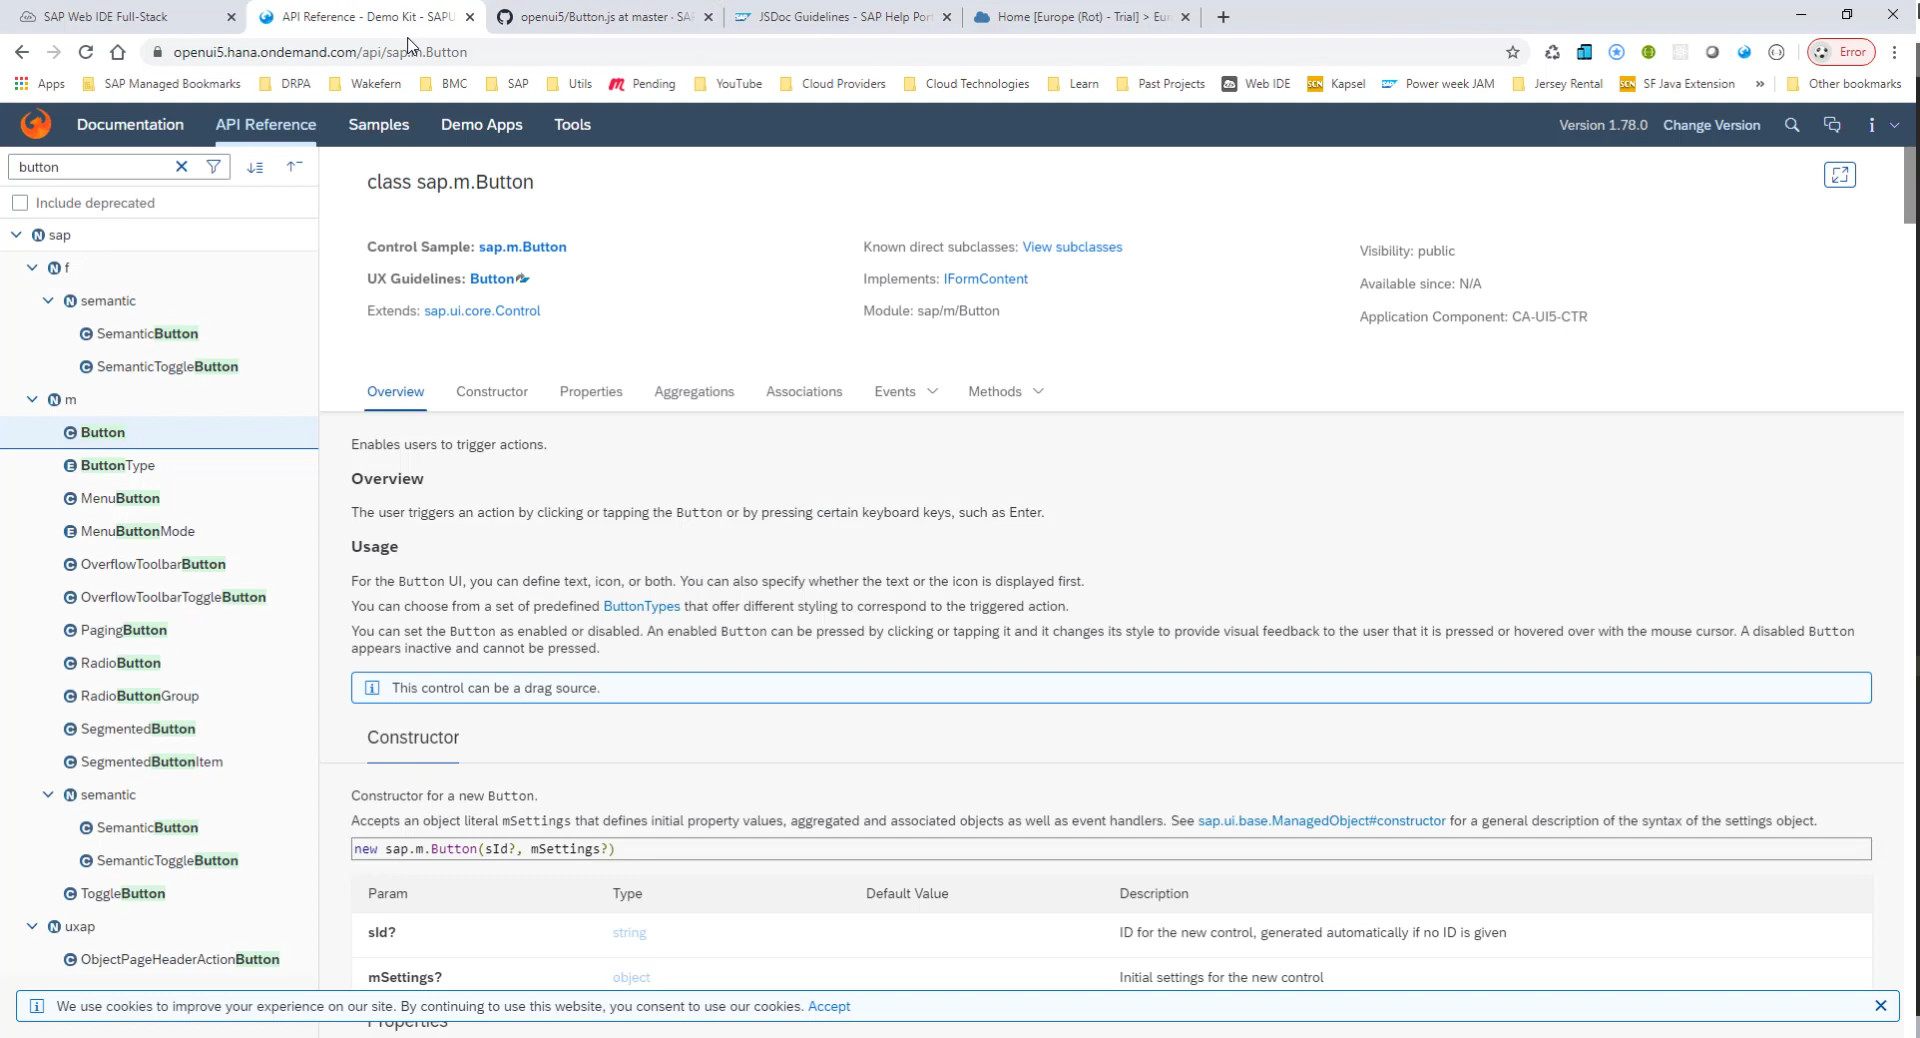 SAP Web IDE Full-Stack
API Reference - Demo Kit - SAPU
openui5/Button.js at master · SAP
JSDoc Guidelines - SAP Help Port
Home [Europe (Rot) - Trial] > Eur
openui5.hana.ondemand.com/api/sap.m.Button
Error
Apps
SAP Managed Bookmarks
DRPA
Wakefern
BMC
SAP
Utils
Pending
YouTube
Cloud Providers
Cloud Technologies
Learn
Past Projects
Web IDE
SCN
Kapsel
Power week JAM
Jersey Rental
SCN
SF Java Extension
»
Other bookmarks
Documentation
API Reference
Samples
Demo Apps
Tools
Version 1.78.0
Change Version
button
Include deprecated
N sap
N f
N semantic
C SemanticButton
C SemanticToggleButton
N m
C Button
E ButtonType
C MenuButton
E MenuButtonMode
C OverflowToolbarButton
C OverflowToolbarToggleButton
C PagingButton
C RadioButton
C RadioButtonGroup
C SegmentedButton
C SegmentedButtonItem
N semantic
C SemanticButton
C SemanticToggleButton
C ToggleButton
N uxap
C ObjectPageHeaderActionButton
class sap.m.Button
Control Sample: sap.m.Button
UX Guidelines: Button
Extends: sap.ui.core.Control
Known direct subclasses: View subclasses
Implements: IFormContent
Module: sap/m/Button
Visibility: public
Available since: N/A
Application Component: CA-UI5-CTR
Overview
Constructor
Properties
Aggregations
Associations
Events
Methods
Enables users to trigger actions.
Overview
The user triggers an action by clicking or tapping the Button or by pressing certain keyboard keys, such as Enter.
Usage
For the Button UI, you can define text, icon, or both. You can also specify whether the text or the icon is displayed first.
You can choose from a set of predefined ButtonTypes that offer different styling to correspond to the triggered action.
You can set the Button as enabled or disabled. An enabled Button can be pressed by clicking or tapping it and it changes its style to provide visual feedback to the user that it is pressed or hovered over with the mouse cursor. A disabled Button
appears inactive and cannot be pressed.
This control can be a drag source.
Constructor
Constructor for a new Button.
Accepts an object literal mSettings that defines initial property values, aggregated and associated objects as well as event handlers. See sap.ui.base.ManagedObject#constructor for a general description of the syntax of the settings object.
new sap.m.Button(sId?, mSettings?)
Param
Type
Default Value
Description
sId?
string
ID for the new control, generated automatically if no ID is given
mSettings?
object
Initial settings for the new control
We use cookies to improve your experience on our site. By continuing to use this website, you consent to use our cookies. Accept
Properties